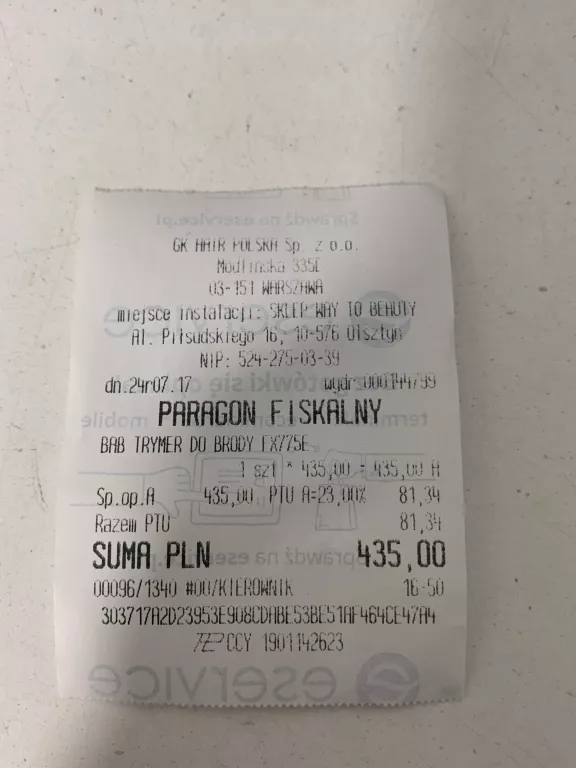 GK HAIR POLSKA Sp. z o.o.
Modlińska 335E
03-151 WARSZAWA
miejsce instalacji: SKLEP WAY TO BEAUTY
Al. Piłsudskiego 16, 10-576 Olsztyn
NIP: 524-275-03-39
dn.24r07.17 wydr.000144799
PARAGON FISKALNY
BAB TRYMER DO BRODY FX775E
1 szt * 435,00 = 435,00 A
Sp.op.A 435,00 PTU A=23,00% 81,34
Razem PTU 81,34
SUMA PLN 435,00
00096/1340 #00/KIEROWNIK 16:50
303717A2D23953E908CDABE53BE51AF464CE47A4
CCY 1901142623
eservice